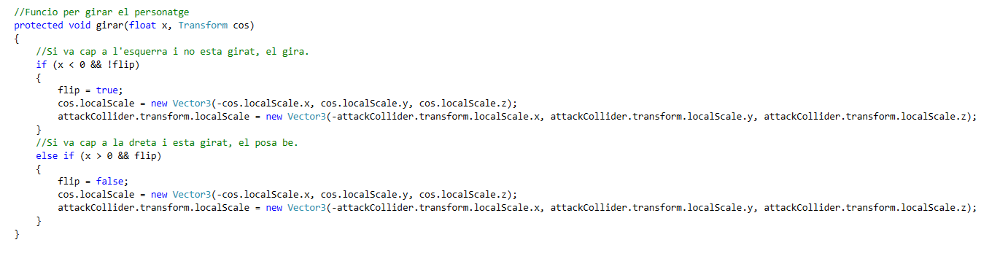 //Funcio per girar el personatge
protected void girar(float x, Transform cos)
{
    //Si va cap a l'esquerra i no esta girat, el gira.
    if (x < 0 && !flip)
    {
        flip = true;
        cos.localScale = new Vector3(-cos.localScale.x, cos.localScale.y, cos.localScale.z);
        attackCollider.transform.localScale = new Vector3(-attackCollider.transform.localScale.x, attackCollider.transform.localScale.y, attackCollider.transform.localScale.z);
    }
    //Si va cap a la dreta i esta girat, el posa be.
    else if (x > 0 && flip)
    {
        flip = false;
        cos.localScale = new Vector3(-cos.localScale.x, cos.localScale.y, cos.localScale.z);
        attackCollider.transform.localScale = new Vector3(-attackCollider.transform.localScale.x, attackCollider.transform.localScale.y, attackCollider.transform.localScale.z);
    }
}